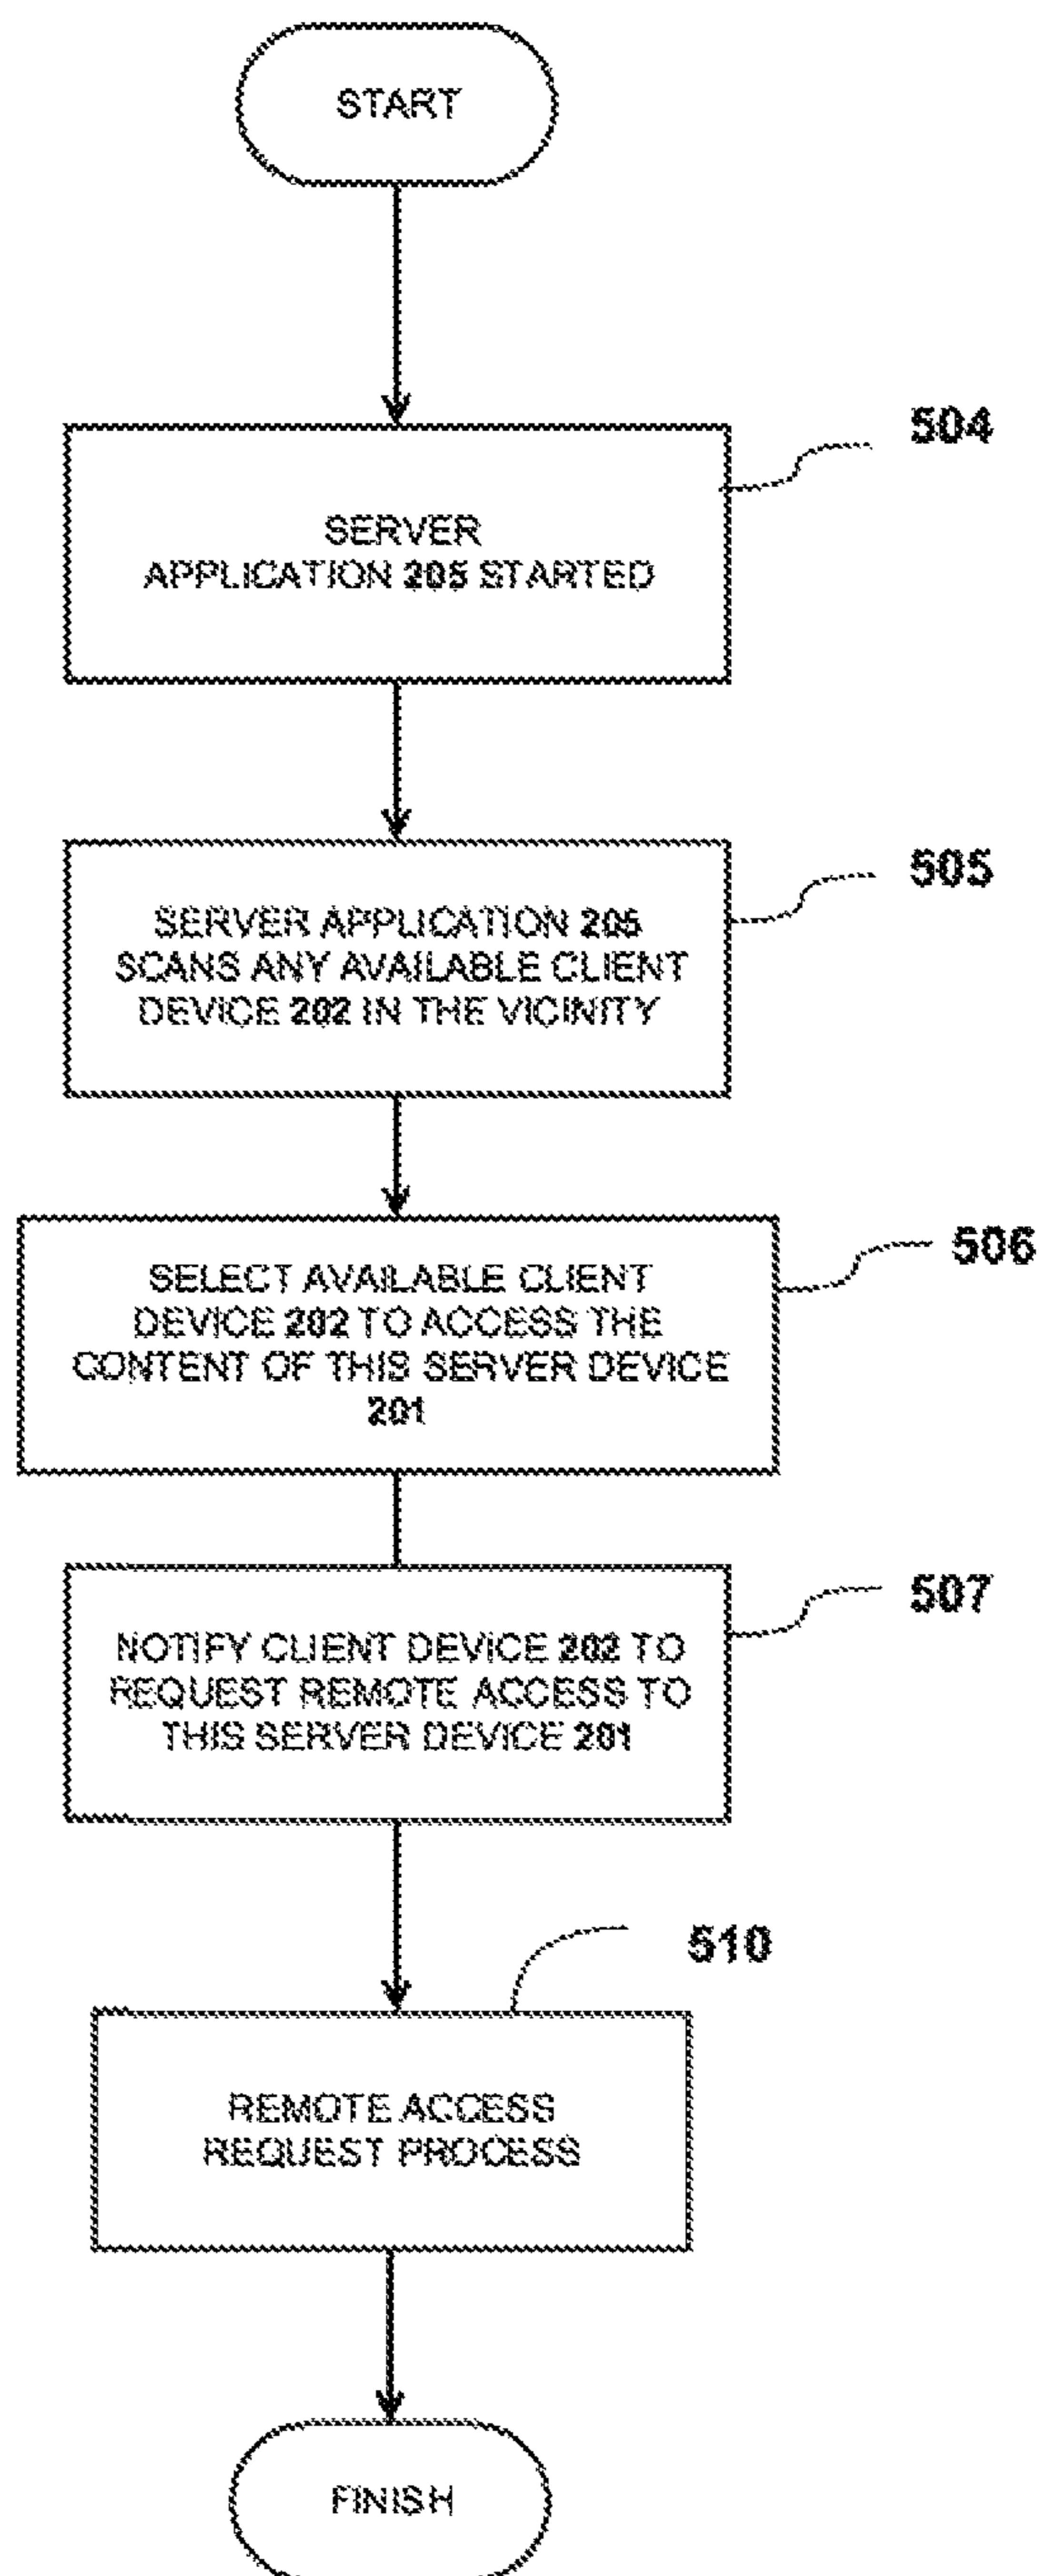 START
504
SERVER
APPLICATION 205 STARTED
505
SERVER APPLICATION 205
SCANS ANY AVAILABLE CLIENT
DEVICE 202 IN THE VICINITY
506
SELECT AVAILABLE CLIENT
DEVICE 202 TO ACCESS THE
CONTENT OF THIS SERVER DEVICE
201
507
NOTIFY CLIENT DEVICE 202 TO
REQUEST REMOTE ACCESS TO
THIS SERVER DEVICE 201
510
REMOTE ACCESS
REQUEST PROCESS
FINISH